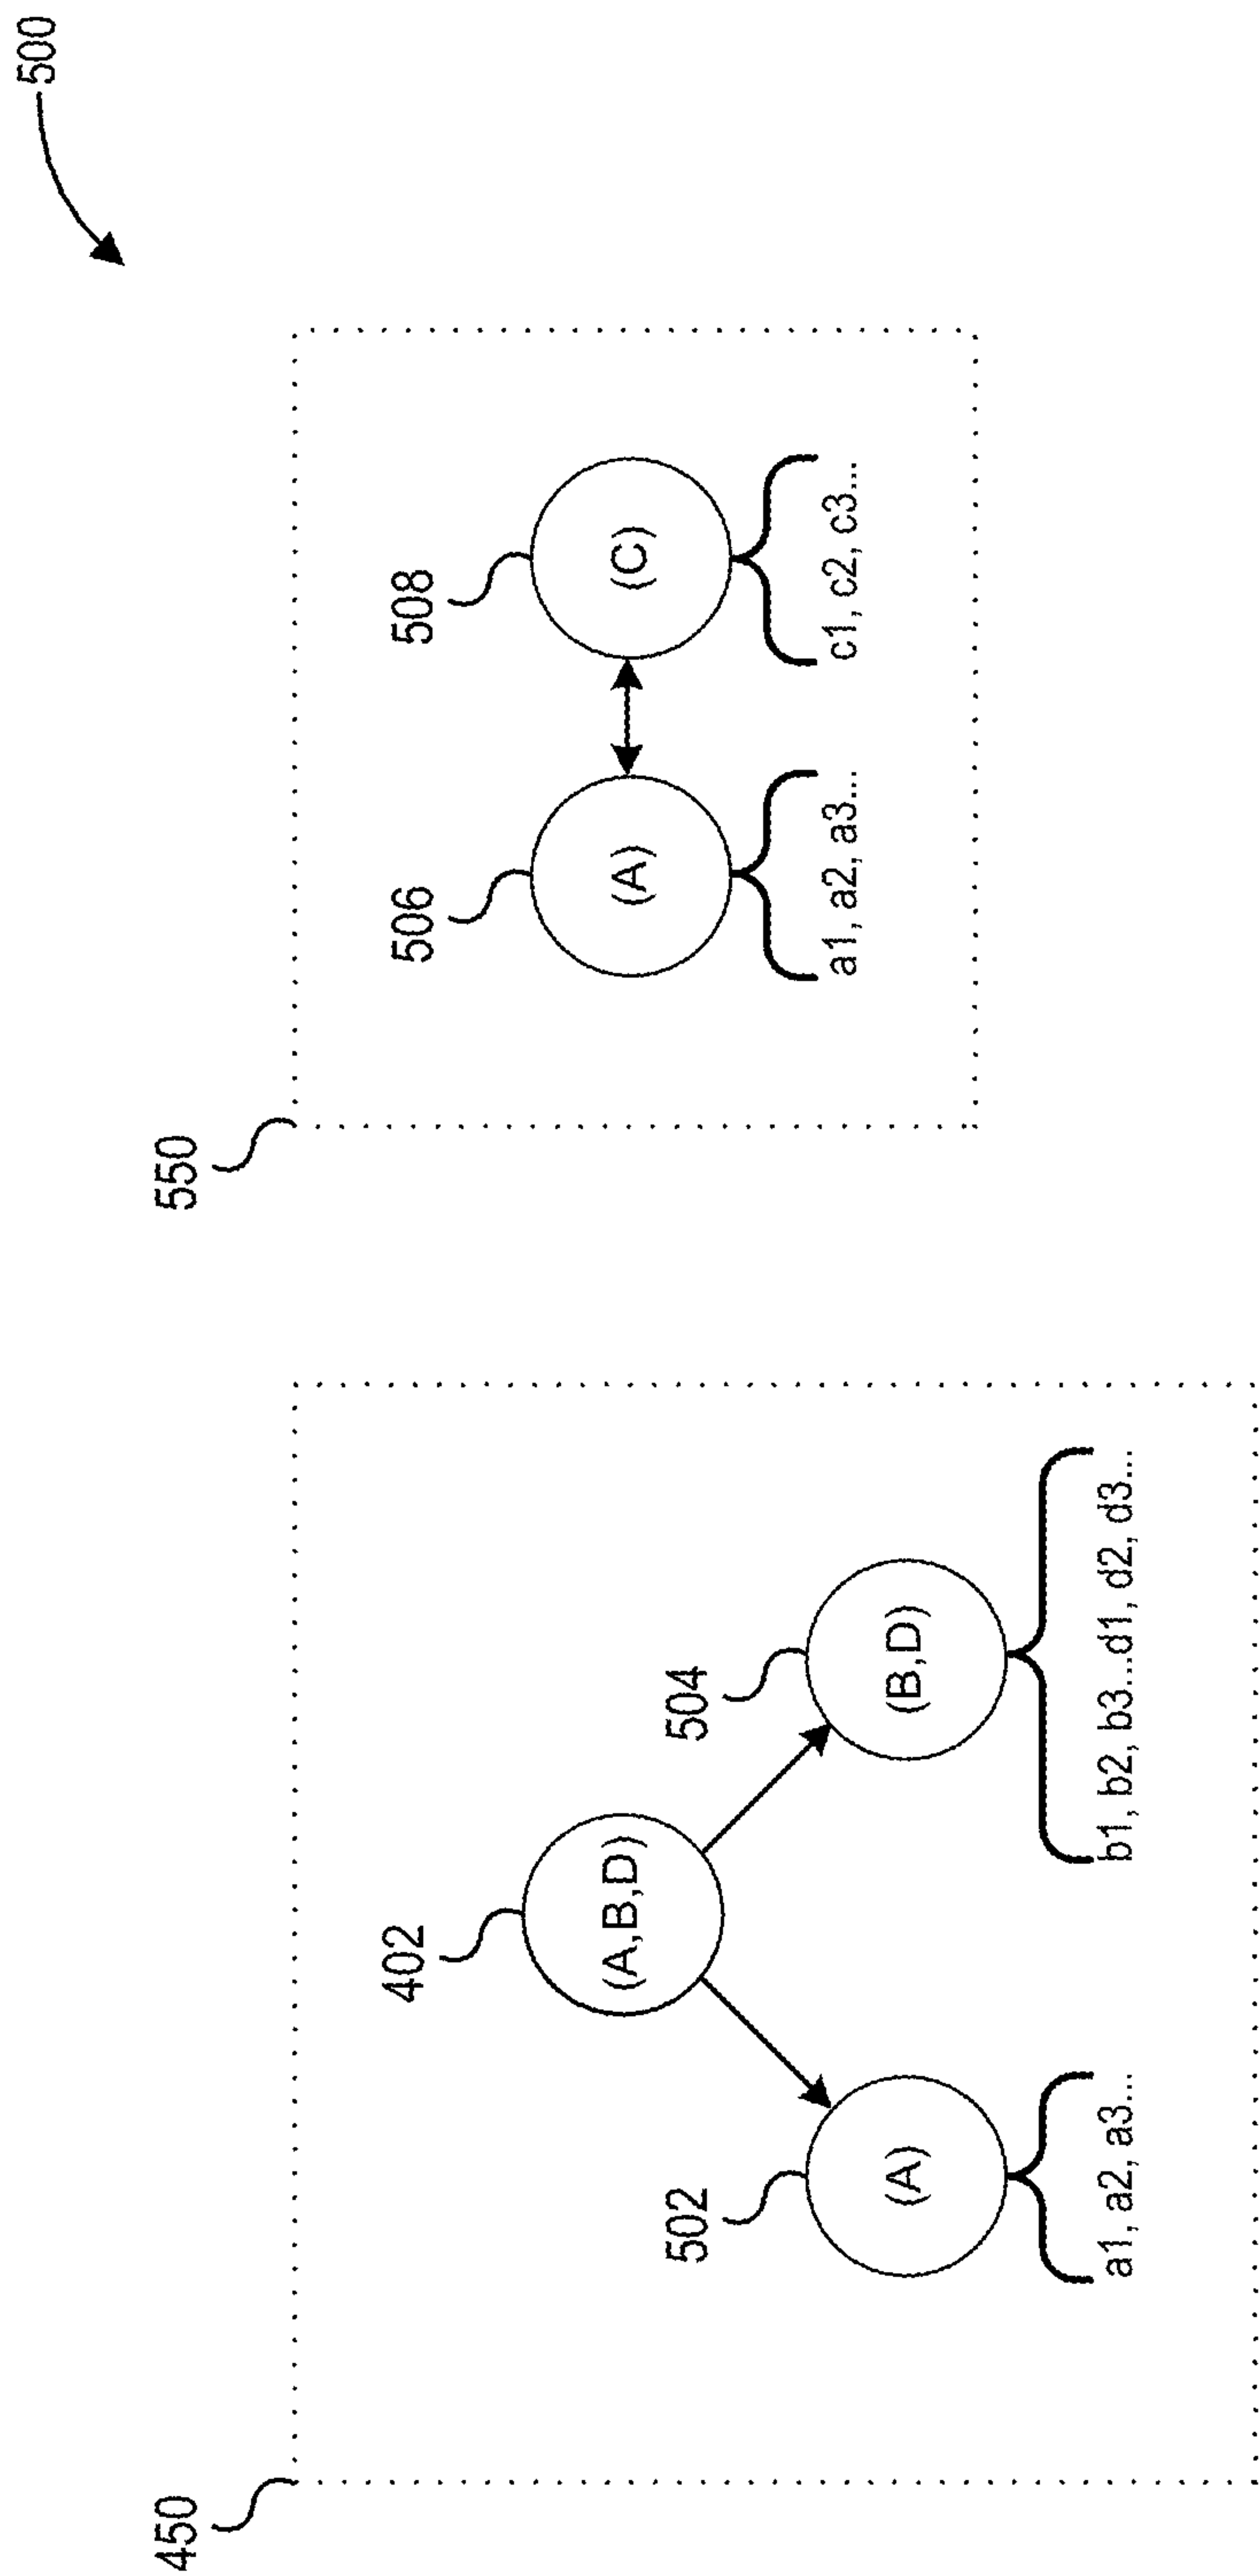 500
450
550
402
(A,B,D)
502
(A)
a1, a2, a3...
504
(B,D)
b1, b2, b3...d1, d2, d3...
506
(A)
a1, a2, a3...
508
(C)
c1, c2, c3...